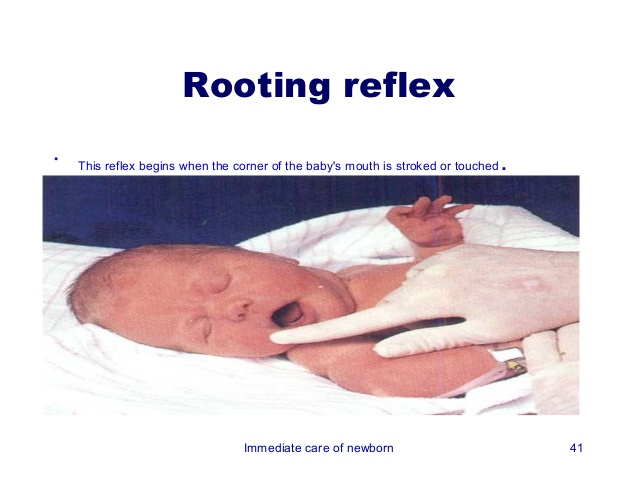 Rooting reflex
• This reflex begins when the corner of the baby's mouth is stroked or touched.
Immediate care of newborn 41